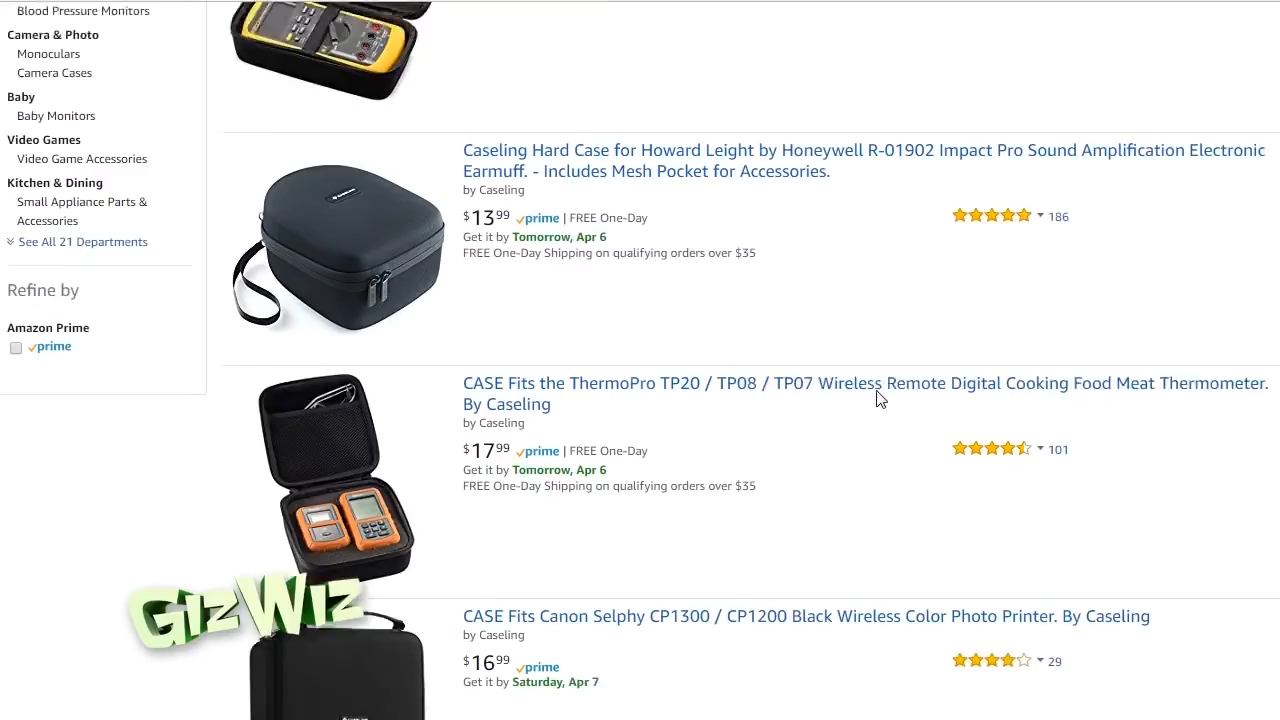 Blood Pressure Monitors
Camera & Photo
Monoculars
Camera Cases
Baby
Baby Monitors
Video Games
Video Game Accessories
Kitchen & Dining
Small Appliance Parts &
Accessories
See All 21 Departments
Refine by
Amazon Prime
prime
Caseling Hard Case for Howard Leight by Honeywell R-01902 Impact Pro Sound Amplification Electronic
Earmuff. - Includes Mesh Pocket for Accessories.
by Caseling
$13.99 prime | FREE One-Day
186
Get it by Tomorrow, Apr 6
FREE One-Day Shipping on qualifying orders over $35
CASE Fits the ThermoPro TP20 / TP08 / TP07 Wireless Remote Digital Cooking Food Meat Thermometer.
By Caseling
by Caseling
$17.99 prime | FREE One-Day
101
Get it by Tomorrow, Apr 6
FREE One-Day Shipping on qualifying orders over $35
GizWiz
CASE Fits Canon Selphy CP1300 / CP1200 Black Wireless Color Photo Printer. By Caseling
by Caseling
$16.99 prime
29
Get it by Saturday, Apr 7